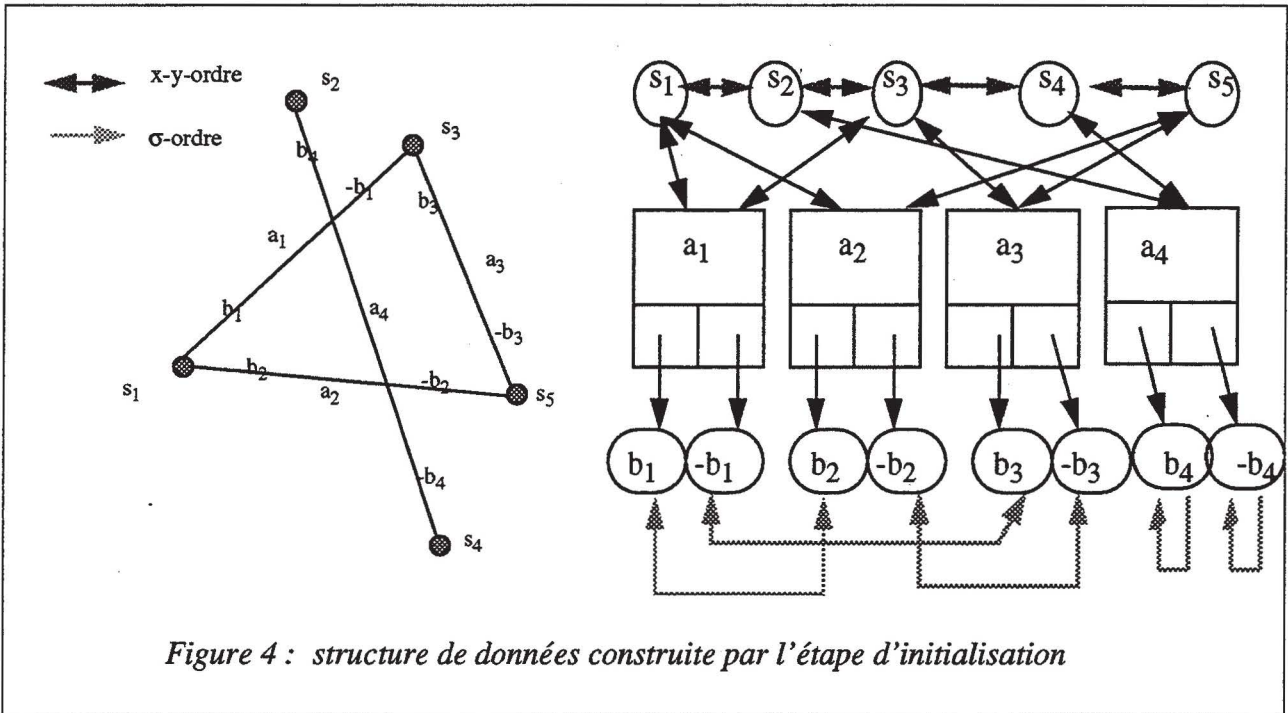 x-y-ordre
σ-ordre
s2
s3
b4
-b1
b3
a1
a3
b1
a4
-b3
s1
b2
a2
-b2
s5
-b4
s4
s1 s2 s3 s4 s5
a1 a2 a3 a4
b1 -b1 b2 -b2 b3 -b3 b4 -b4
Figure 4 : structure de données construite par l'étape d'initialisation